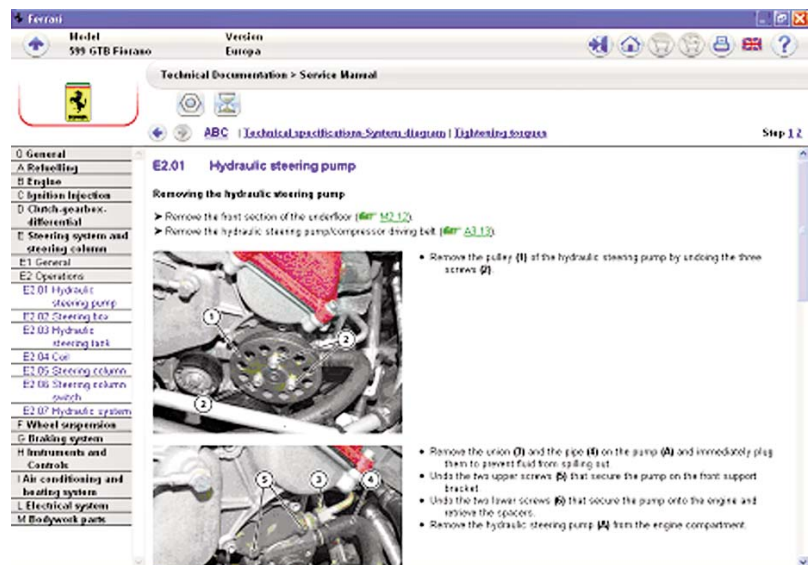 Ferrari
Model Version
599 GTB Fiorano Europa
Technical Documentation > Service Manual
ABC | Technical specifications System diagram | Tightening torques Step 1 2
0 General
A Refuelling
B Engine
C Ignition Injection
D Clutch-gearbox-
differential
E Steering system and
steering column
E1 General
E2 Operations
E2.01 Hydraulic
steering pump
E2.02 Steering box
E2.03 Hydraulic
steering tank
E2.04 Coil
E2.05 Steering column
E2.06 Steering column
switch
E2.07 Hydraulic system
F Wheel suspension
G Braking system
H Instruments and
Controls
I Air conditioning and
heating system
L Electrical system
M Bodywork parts
E2.01 Hydraulic steering pump
Removing the hydraulic steering pump
➤ Remove the front section of the underfloor ( M2.12).
➤ Remove the hydraulic steering pump/compressor driving belt ( A3.13).
1
2
2
• Remove the pulley (1) of the hydraulic steering pump by undoing the three
screws (2).
5
3
4
• Remove the union (3) and the pipe (4) on the pump (A) and immediately plug
them to prevent fluid from spilling out.
• Undo the two upper screws (5) that secure the pump on the front support
bracket.
• Undo the two lower screws (6) that secure the pump onto the engine and
retrieve the spacers.
• Remove the hydraulic steering pump (A) from the engine compartment.